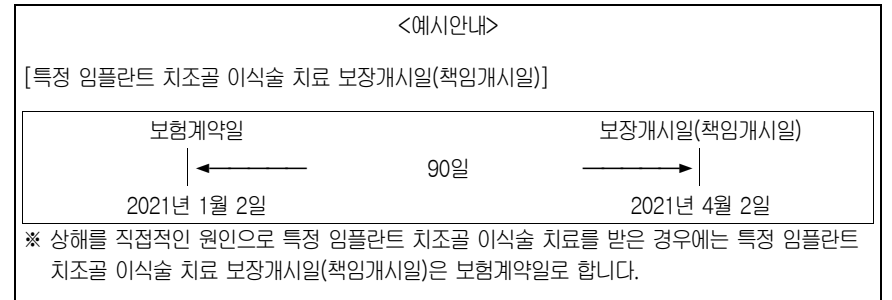 <예시안내>
[특정 임플란트 치조골 이식술 치료 보장개시일(책임개시일)]
보험계약일 보장개시일(책임개시일)
90일
2021년 1월 2일 2021년 4월 2일
※ 상해를 직접적인 원인으로 특정 임플란트 치조골 이식술 치료를 받은 경우에는 특정 임플란트
치조골 이식술 치료 보장개시일(책임개시일)은 보험계약일로 합니다.